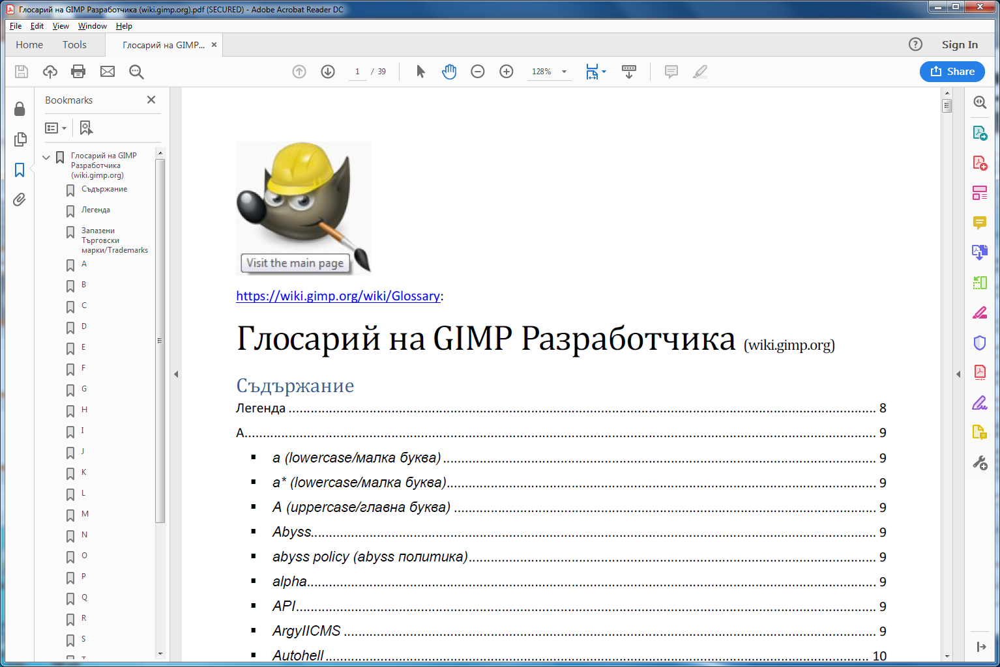 Глосарий на GIMP Разработчика (wiki.gimp.org).pdf (SECURED) - Adobe Acrobat Reader DC
File Edit View Window Help
Home Tools Глосарий на GIMP... × Sign In
1 / 39 128% Share
Bookmarks
Глосарий на GIMP
Разработчика
(wiki.gimp.org)
Съдържание
Легенда
Запазени
Търговски
марки/Trademarks
A
B
C
D
E
F
G
H
I
J
K
L
M
N
O
P
Q
R
S
T
Visit the main page
https://wiki.gimp.org/wiki/Glossary:
Глосарий на GIMP Разработчика (wiki.gimp.org)
Съдържание
Легенда ........ 8
A........ 9
▪ a (lowercase/малка буква) ........ 9
▪ a* (lowercase/малка буква)........ 9
▪ A (uppercase/главна буква) ........ 9
▪ Abyss........ 9
▪ abyss policy (abyss политика)........ 9
▪ alpha........ 9
▪ API........ 9
▪ ArgyllCMS ........ 9
▪ Autohell ........ 10